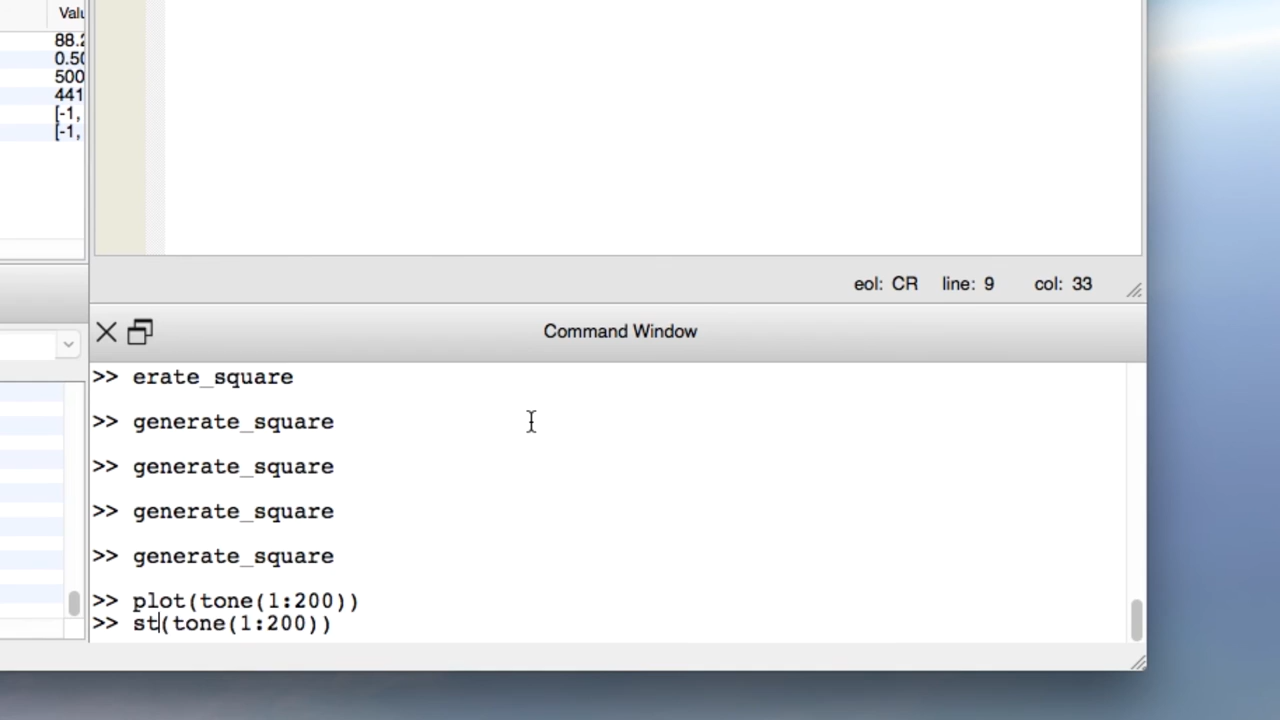 Valu
88.2
0.50
500
441
[-1,
[-1,
eol: CR line: 9 col: 33
Command Window
>> erate_square
>> generate_square
>> generate_square
>> generate_square
>> generate_square
>> plot(tone(1:200))
>> st(tone(1:200))